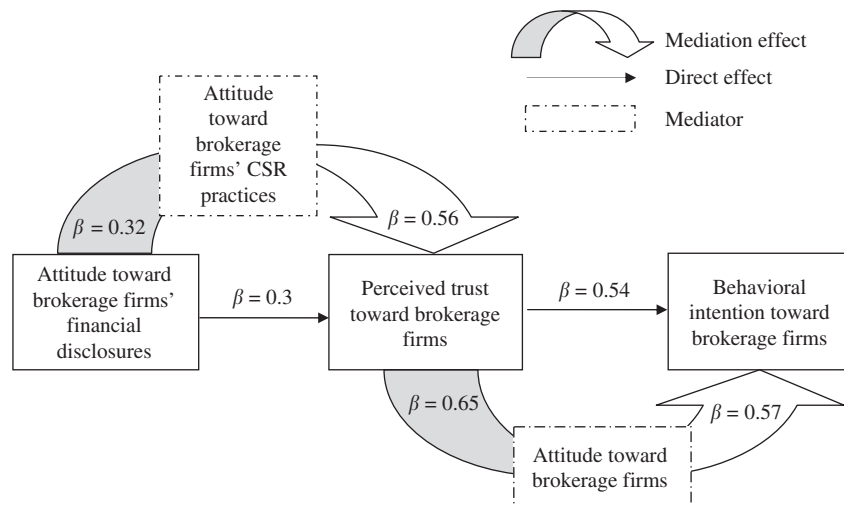 Mediation effect
Direct effect
Mediator
Attitude
toward
brokerage
firms' CSR
practices
β = 0.32
β = 0.56
Attitude toward
brokerage firms'
financial
disclosures
β = 0.3
Perceived trust
toward brokerage
firms
β = 0.54
Behavioral
intention toward
brokerage firms
β = 0.65
β = 0.57
Attitude toward
brokerage firms